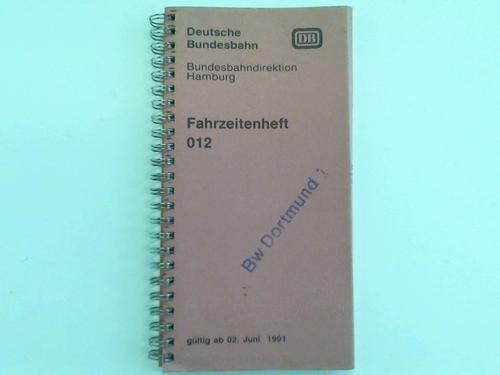 Deutsche
Bundesbahn
DB
Bundesbahndirektion
Hamburg
Fahrzeitenheft
012
Bw Dortmund 1
gültig ab 02. Juni 1991